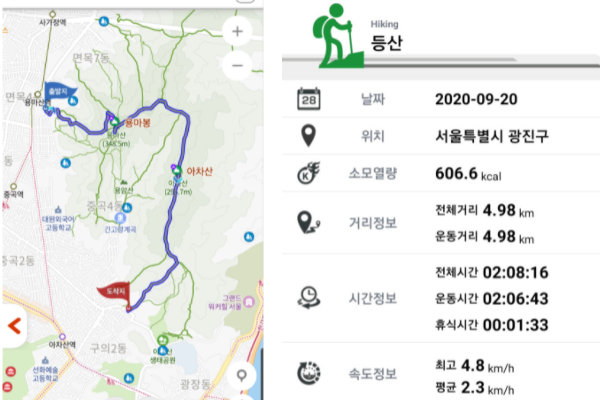 사가정역
면목7동
면목4
출발지
용마산역
용마봉
용마산
(348.5m)
아차산
용암산
중곡역
중곡4동
대원외국어
고등학교
긴고랑계곡
중곡2동
도착지
그랜드
워커힐 서울
아차산역
구의2동
생태공원
선화예술
고등학교
광장동
Hiking
등산
28
날짜 2020-09-20
위치 서울특별시 광진구
K
소모열량 606.6 kcal
거리정보
전체거리 4.98 km
운동거리 4.98 km
시간정보
전체시간 02:08:16
운동시간 02:06:43
휴식시간 00:01:33
속도정보
최고 4.8 km/h
평균 2.3 km/h